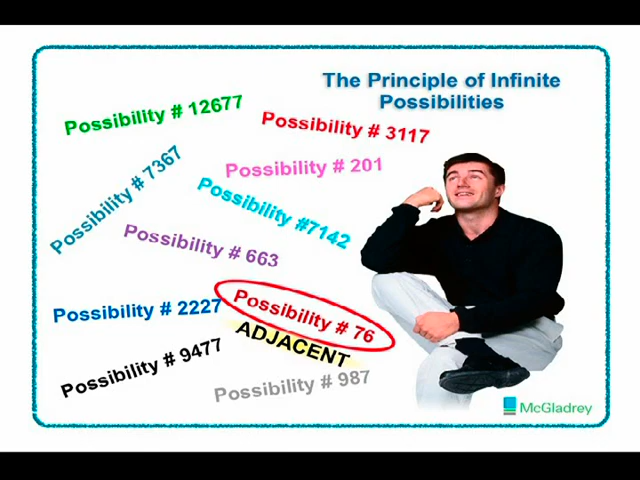 The Principle of Infinite
Possibilities
Possibility # 12677
Possibility # 3117
Possibility # 7367
Possibility # 201
Possibility #7142
Possibility # 663
Possibility # 2227
Possibility # 76
ADJACENT
Possibility # 9477
Possibility # 987
McGladrey